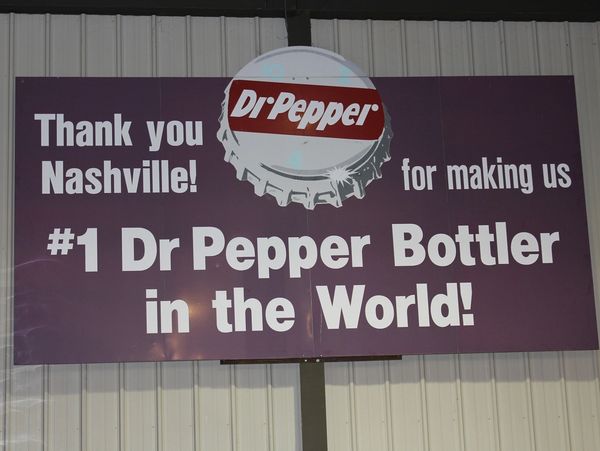 Dr Pepper
Thank you
Nashville!
for making us
#1 Dr Pepper Bottler
in the World!